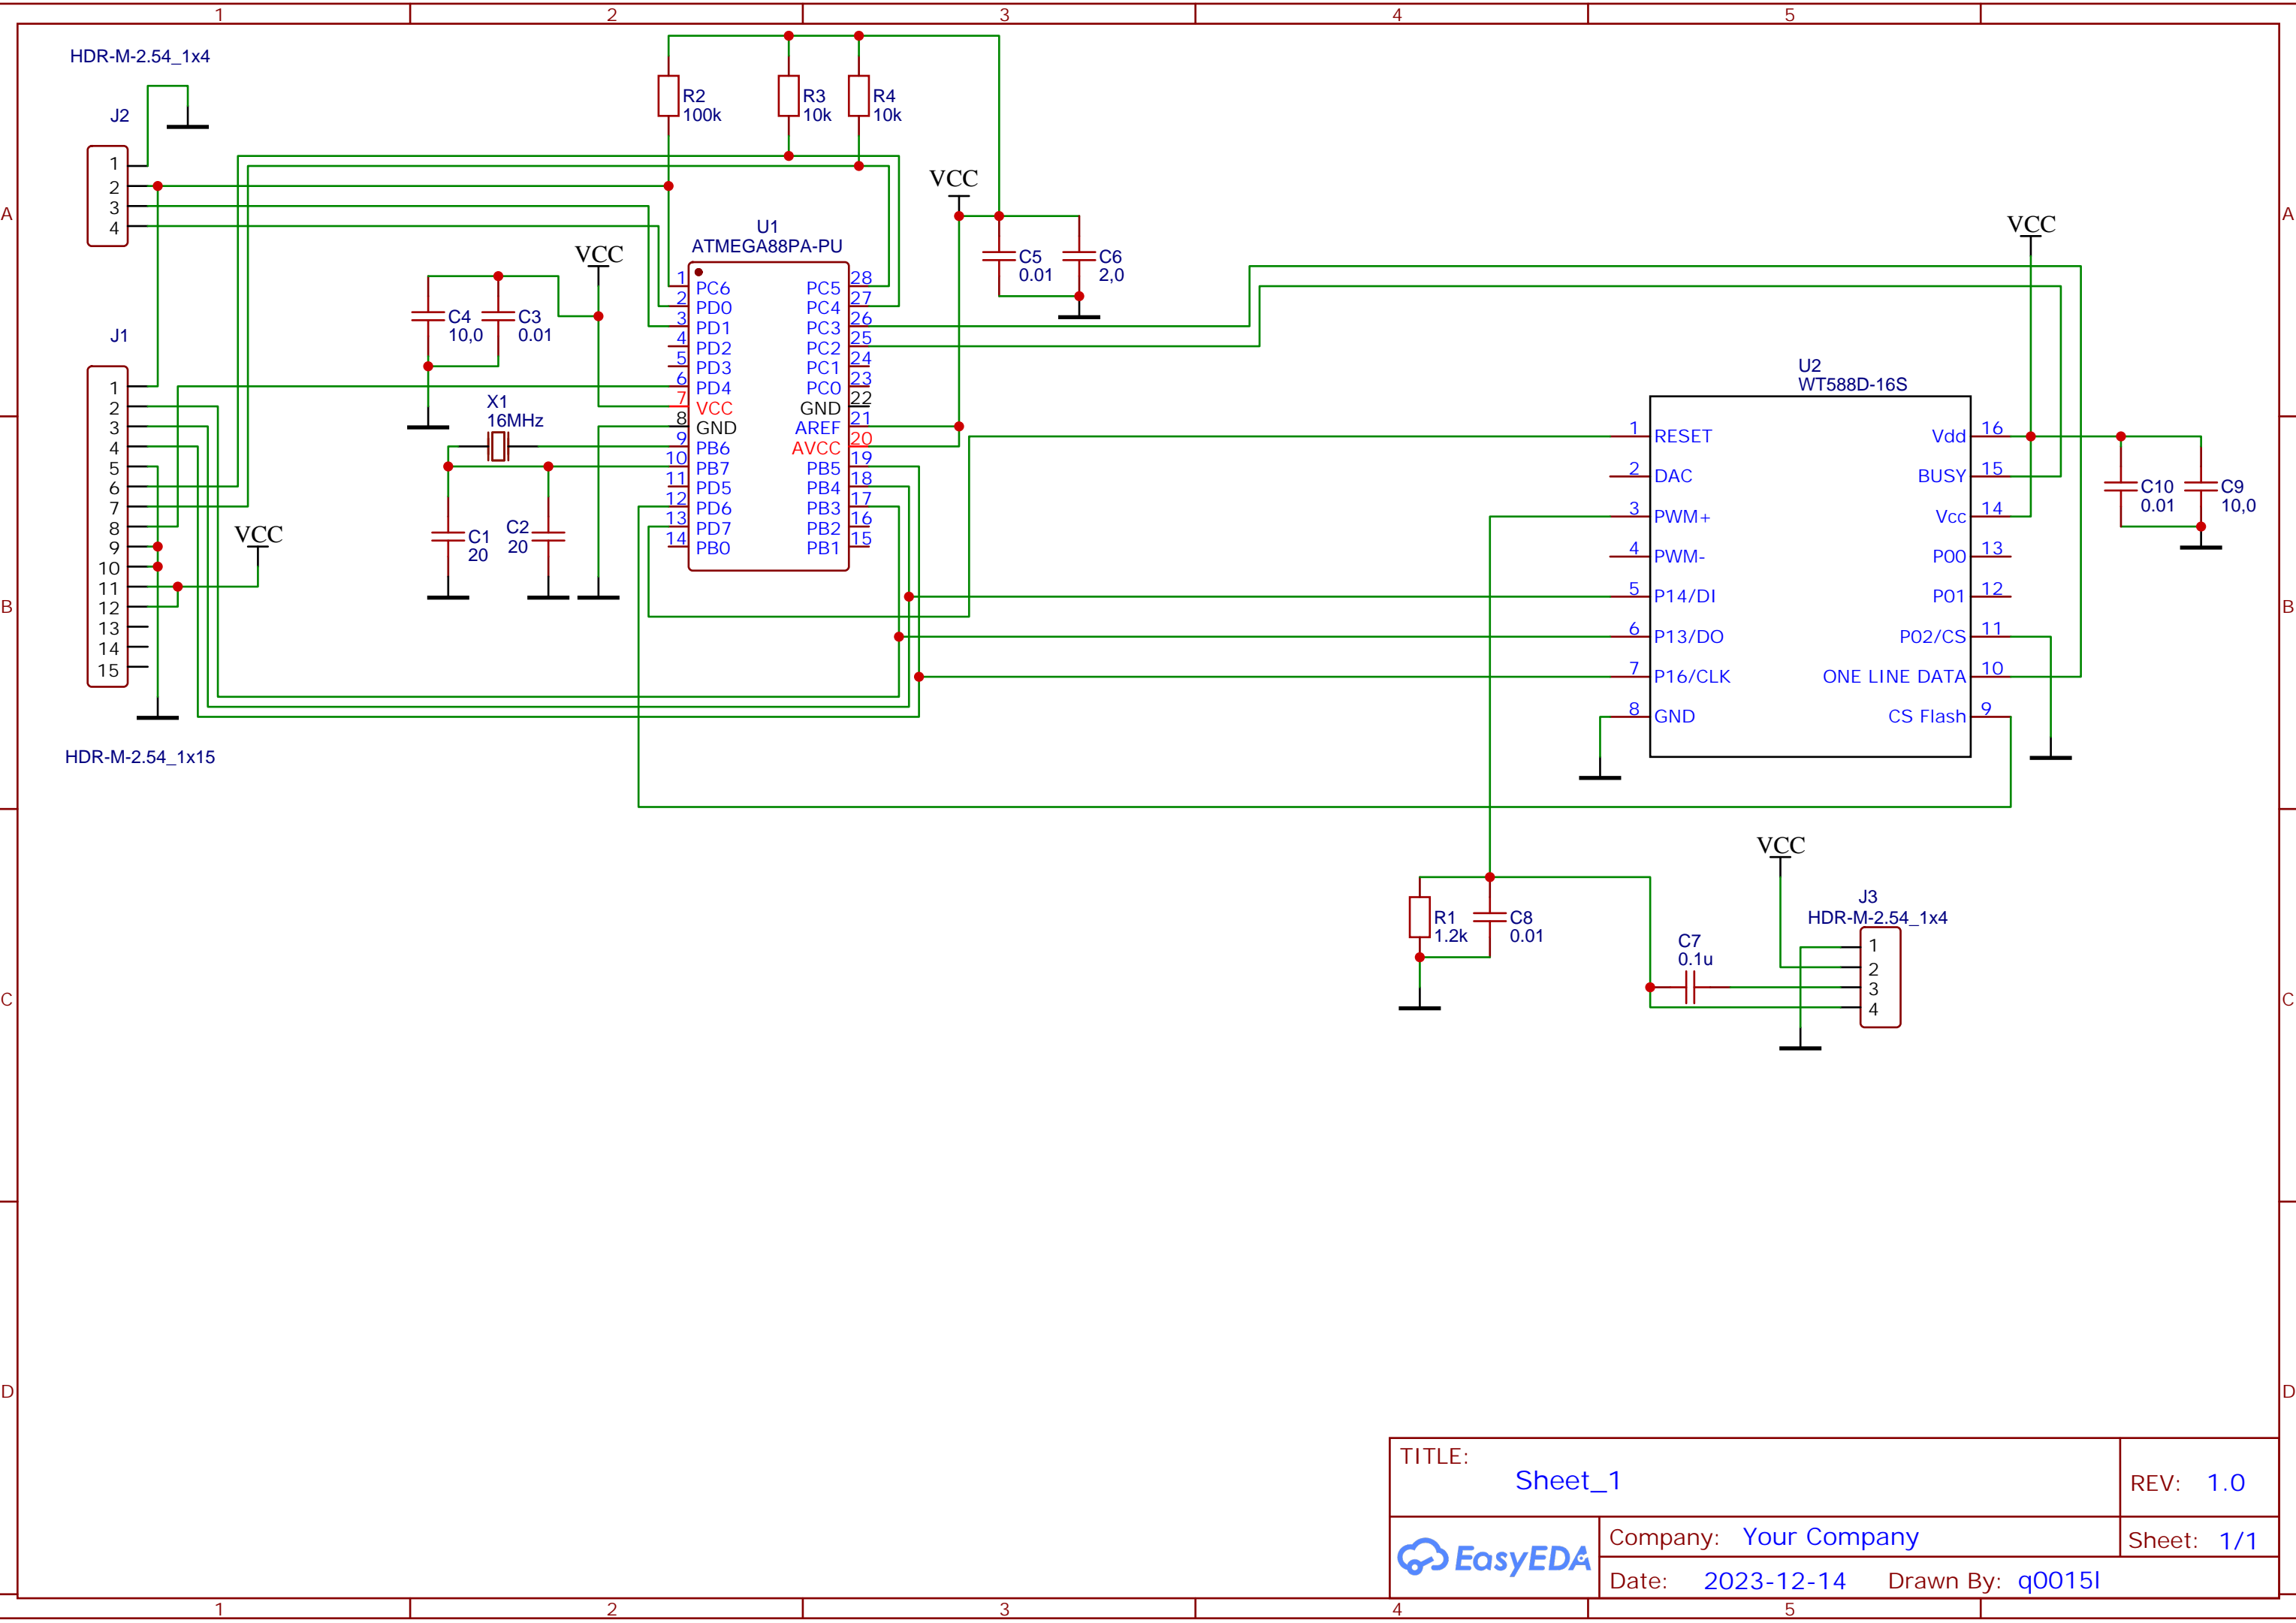 1 2 3 4 5
A
B
C
D
A
B
C
D
HDR-M-2.54_1x4
J2
1
2
3
4
J1
1
2
3
4
5
6
7
8
9
10
11
12
13
14
15
HDR-M-2.54_1x15
VCC
R2
100k
R3
10k
R4
10k
VCC
C4
10,0
C3
0.01
X1
16MHz
C1
20
C2
20
U1
ATMEGA88PA-PU
1 PC6 PC5 28
2 PD0 PC4 27
3 PD1 PC3 26
4 PD2 PC2 25
5 PD3 PC1 24
6 PD4 PC0 23
7 VCC GND 22
8 GND AREF 21
9 PB6 AVCC 20
10 PB7 PB5 19
11 PD5 PB4 18
12 PD6 PB3 17
13 PD7 PB2 16
14 PB0 PB1 15
VCC
C5
0.01
C6
2,0
VCC
U2
WT588D-16S
1 RESET Vdd 16
2 DAC BUSY 15
3 PWM+ Vcc 14
4 PWM- P00 13
5 P14/DI P01 12
6 P13/DO P02/CS 11
7 P16/CLK ONE LINE DATA 10
8 GND CS Flash 9
C10
0.01
C9
10,0
R1
1.2k
C8
0.01
C7
0.1u
VCC
J3
HDR-M-2.54_1x4
1
2
3
4
TITLE:
Sheet_1
REV: 1.0
EasyEDA
Company: Your Company
Sheet: 1/1
Date: 2023-12-14 Drawn By: q0015l
1 2 3 4 5